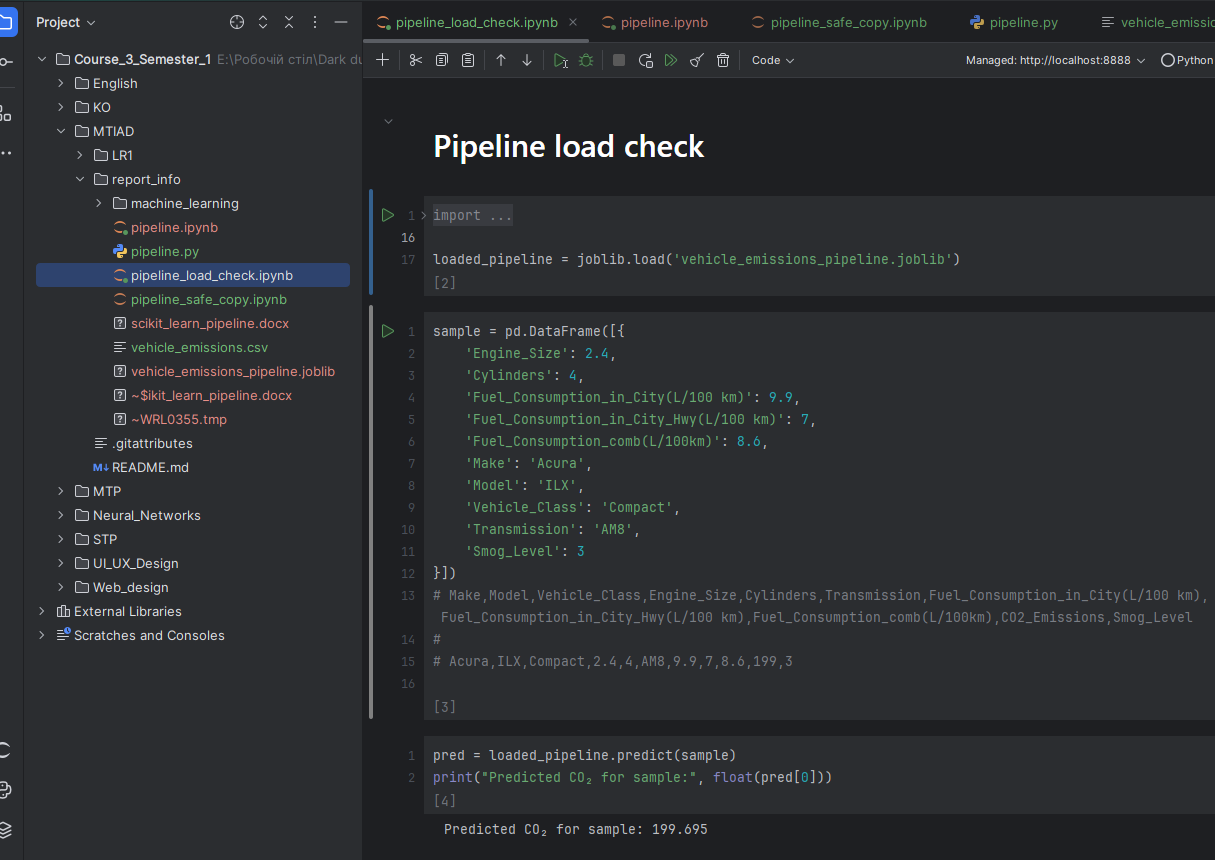 Project
pipeline_load_check.ipynb
pipeline.ipynb
pipeline_safe_copy.ipynb
pipeline.py
vehicle_emissio
Course_3_Semester_1 E:\Робочій стіл\Dark du
English
KO
MTIAD
LR1
report_info
machine_learning
pipeline.ipynb
pipeline.py
pipeline_load_check.ipynb
pipeline_safe_copy.ipynb
scikit_learn_pipeline.docx
vehicle_emissions.csv
vehicle_emissions_pipeline.joblib
~$ikit_learn_pipeline.docx
~WRL0355.tmp
.gitattributes
M↓ README.md
MTP
Neural_Networks
STP
UI_UX_Design
Web_design
External Libraries
Scratches and Consoles
Code
Managed: http://localhost:8888
Python
Pipeline load check
1 import ...
16
17 loaded_pipeline = joblib.load('vehicle_emissions_pipeline.joblib')
[2]
1 sample = pd.DataFrame([{
2 'Engine_Size': 2.4,
3 'Cylinders': 4,
4 'Fuel_Consumption_in_City(L/100 km)': 9.9,
5 'Fuel_Consumption_in_City_Hwy(L/100 km)': 7,
6 'Fuel_Consumption_comb(L/100km)': 8.6,
7 'Make': 'Acura',
8 'Model': 'ILX',
9 'Vehicle_Class': 'Compact',
10 'Transmission': 'AM8',
11 'Smog_Level': 3
12 }])
13 # Make,Model,Vehicle_Class,Engine_Size,Cylinders,Transmission,Fuel_Consumption_in_City(L/100 km),
Fuel_Consumption_in_City_Hwy(L/100 km),Fuel_Consumption_comb(L/100km),CO2_Emissions,Smog_Level
14 #
15 # Acura,ILX,Compact,2.4,4,AM8,9.9,7,8.6,199,3
16
[3]
1 pred = loaded_pipeline.predict(sample)
2 print("Predicted CO₂ for sample:", float(pred[0]))
[4]
Predicted CO₂ for sample: 199.695